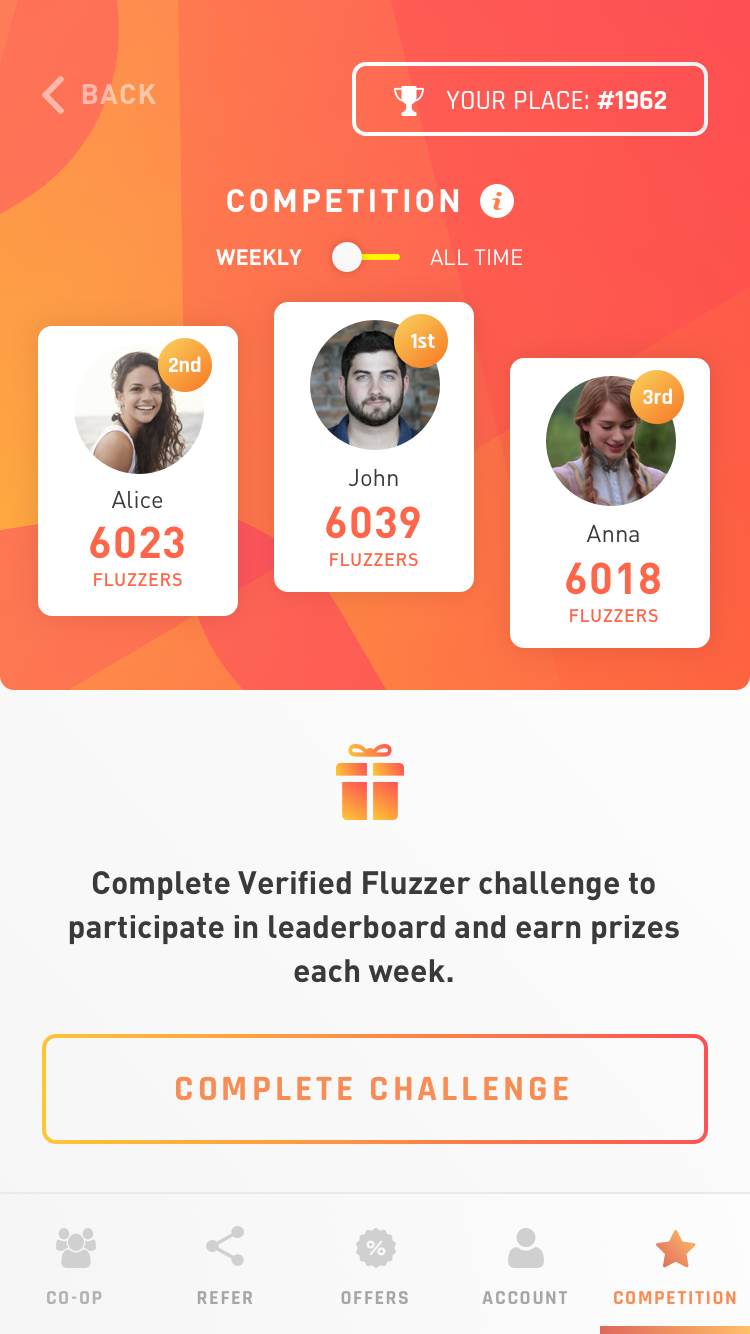 BACK
YOUR PLACE: #1962
COMPETITION i
WEEKLY ALL TIME
2nd
Alice
6023
FLUZZERS
1st
John
6039
FLUZZERS
3rd
Anna
6018
FLUZZERS
Complete Verified Fluzzer challenge to
participate in leaderboard and earn prizes
each week.
COMPLETE CHALLENGE
%
CO-OP REFER OFFERS ACCOUNT COMPETITION